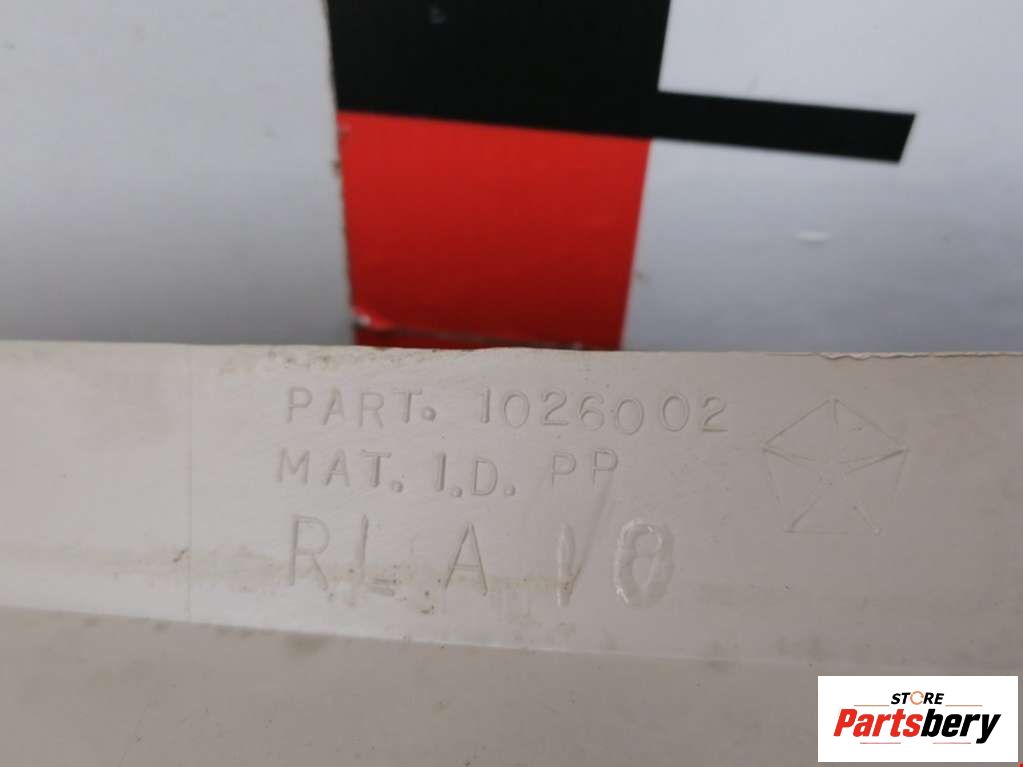 PART. 1026002
MAT. I.D. PP
RLA 10
STORE
Partsbery